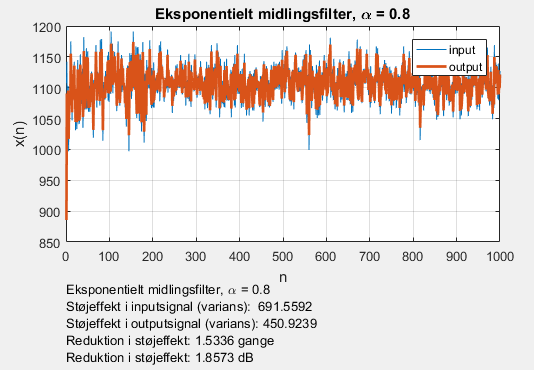 Eksponentielt midlingsfilter, α = 0.8
1200
1150
1100
1050
1000
950
900
850
x(n)
input
output
0 100 200 300 400 500 600 700 800 900 1000
n
Eksponentielt midlingsfilter, α = 0.8
Støjeffekt i inputsignal (varians): 691.5592
Støjeffekt i outputsignal (varians): 450.9239
Reduktion i støjeffekt: 1.5336 gange
Reduktion i støjeffekt: 1.8573 dB